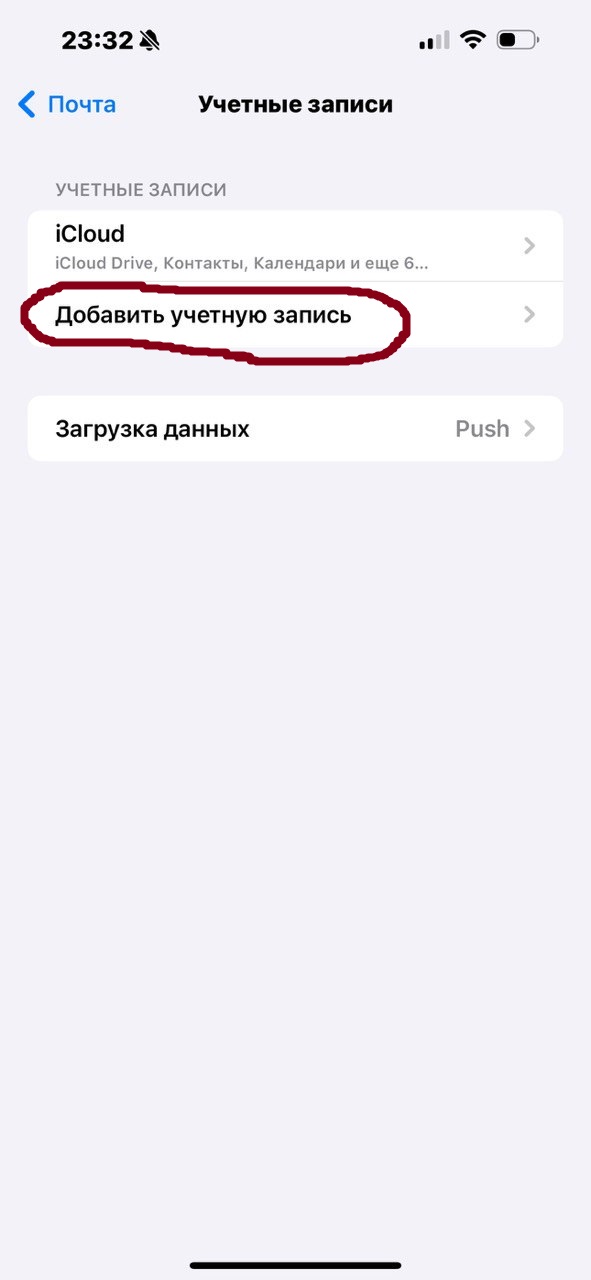 23:32
Почта
Учетные записи
УЧЕТНЫЕ ЗАПИСИ
iCloud
iCloud Drive, Контакты, Календари и еще 6...
Добавить учетную запись
Загрузка данных Push